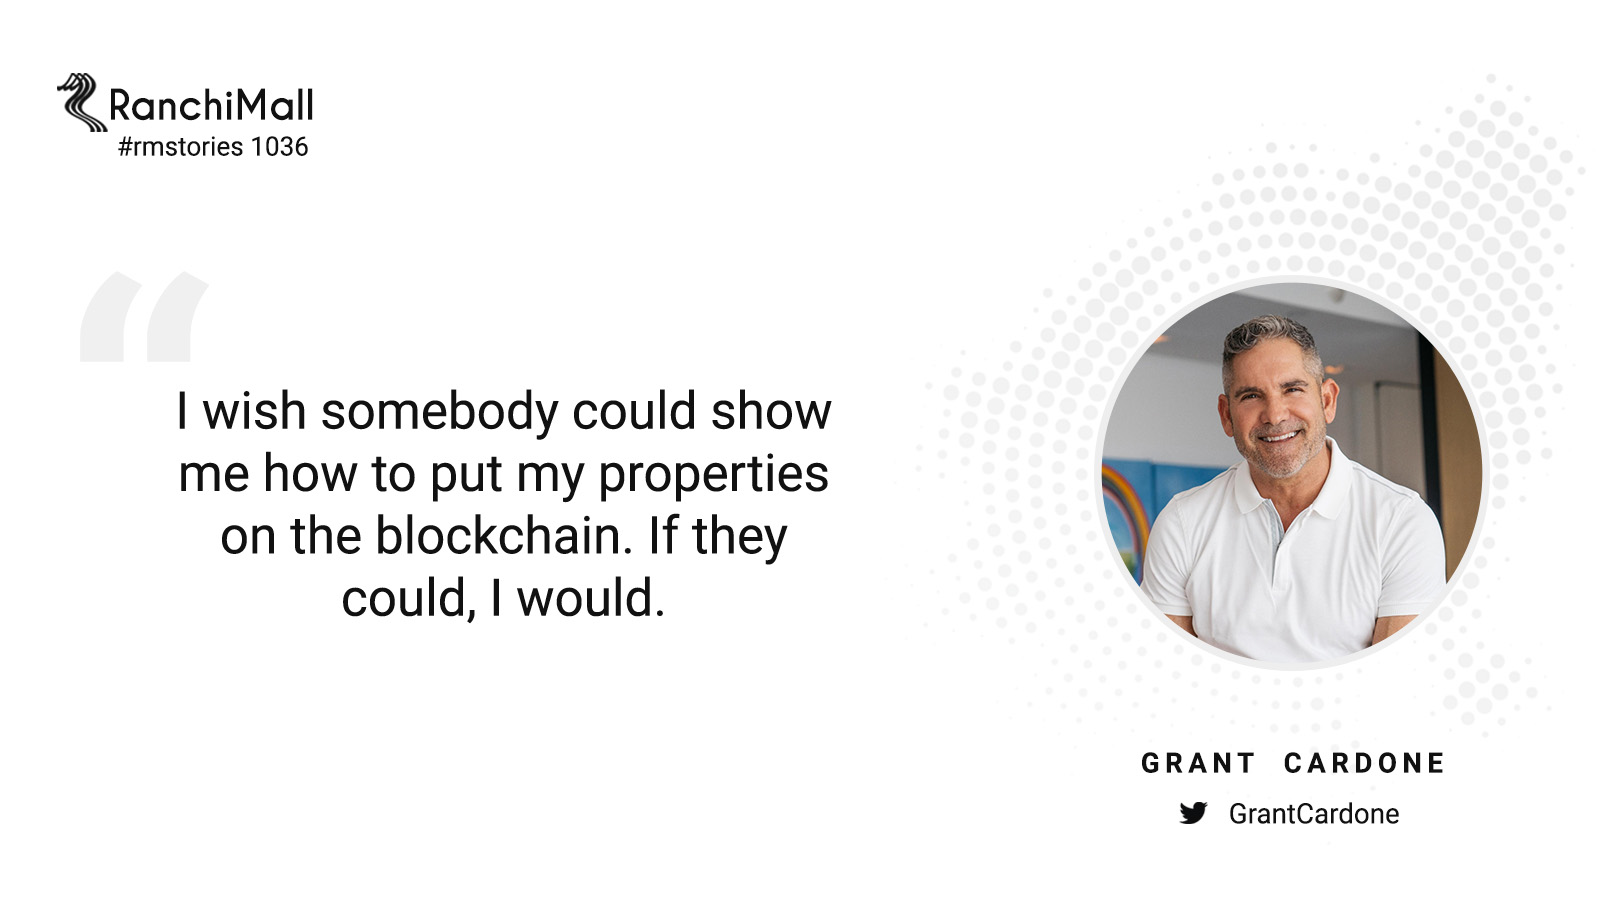 RanchiMall
#rmstories 1036
“
I wish somebody could show
me how to put my properties
on the blockchain. If they
could, I would.
GRANT CARDONE
GrantCardone